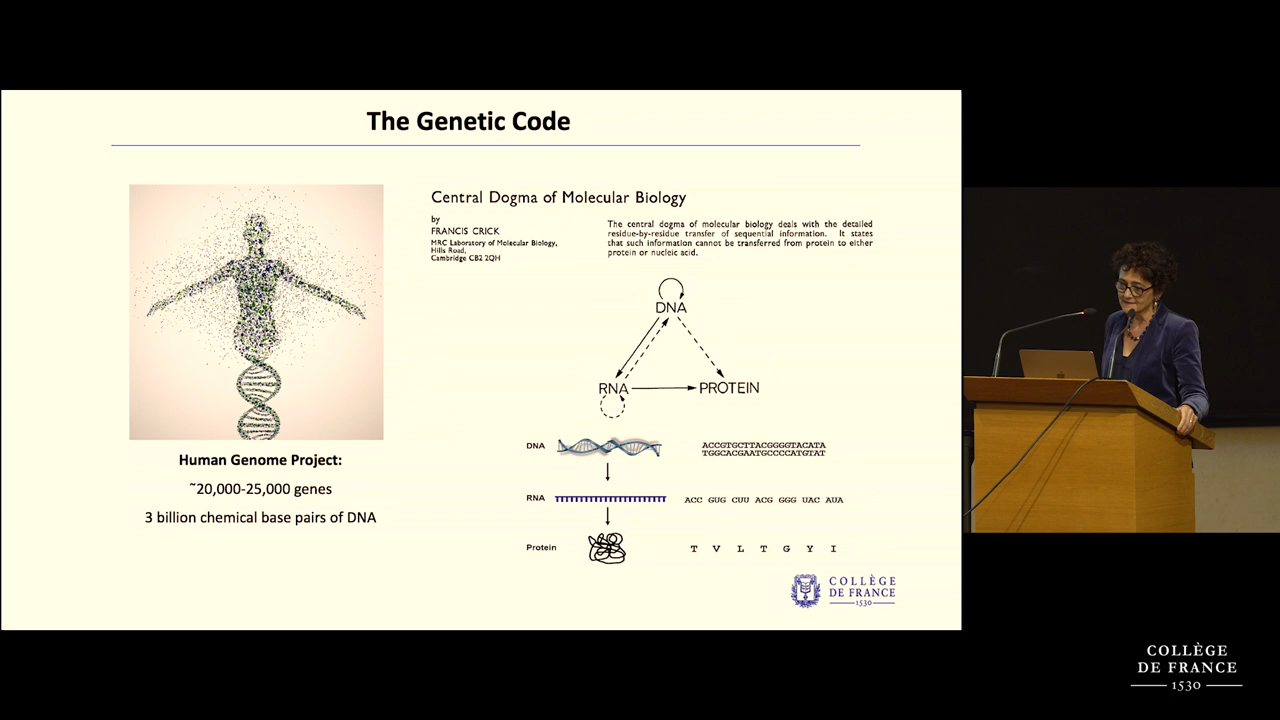 The Genetic Code
Central Dogma of Molecular Biology
by
FRANCIS CRICK
MRC Laboratory of Molecular Biology,
Hills Road,
Cambridge CB2 2QH
The central dogma of molecular biology deals with the detailed
residue-by-residue transfer of sequential information. It states
that such information cannot be transferred from protein to either
protein or nucleic acid.
DNA
RNA
PROTEIN
DNA
ACCGTGCTTACGGGGTACATA
TGGCACGAATGCCCCATGTAT
RNA
ACC GUG CUU ACG GGG UAC AUA
Protein
T V L T G Y I
Human Genome Project:
~20,000-25,000 genes
3 billion chemical base pairs of DNA
COLLÈGE
DE FRANCE
1530
COLLÈGE
DE FRANCE
1530